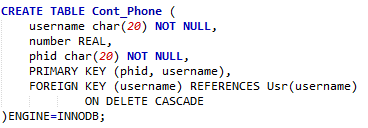 CREATE TABLE Cont_Phone (
username char(20) NOT NULL,
number REAL,
phid char(20) NOT NULL,
PRIMARY KEY (phid, username),
FOREIGN KEY (username) REFERENCES Usr(username)
ON DELETE CASCADE
)ENGINE=INNODB;